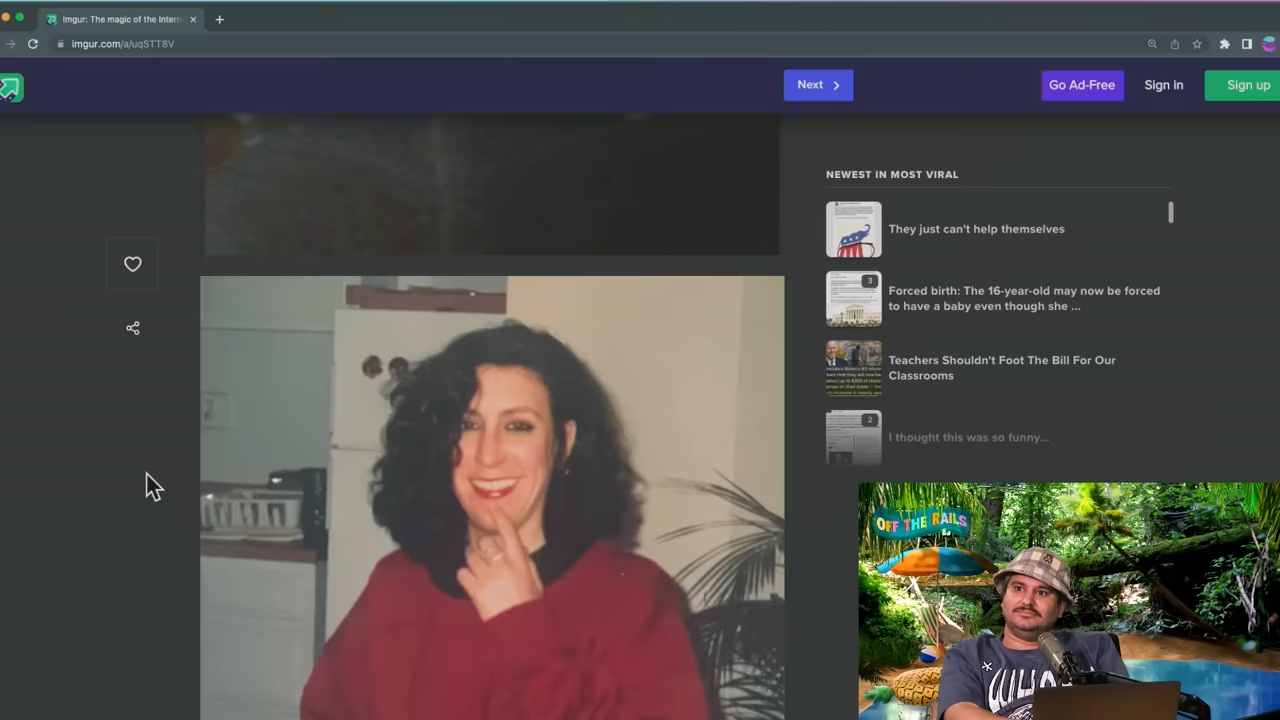 Imgur: The magic of the Intern
imgur.com/a/uqSTT8V
Next
Go Ad-Free
Sign in
Sign up
NEWEST IN MOST VIRAL
They just can't help themselves
3
Forced birth: The 16-year-old may now be forced
to have a baby even though she ...
Teachers Shouldn't Foot The Bill For Our
Classrooms
2
I thought this was so funny...
OFF THE RAILS